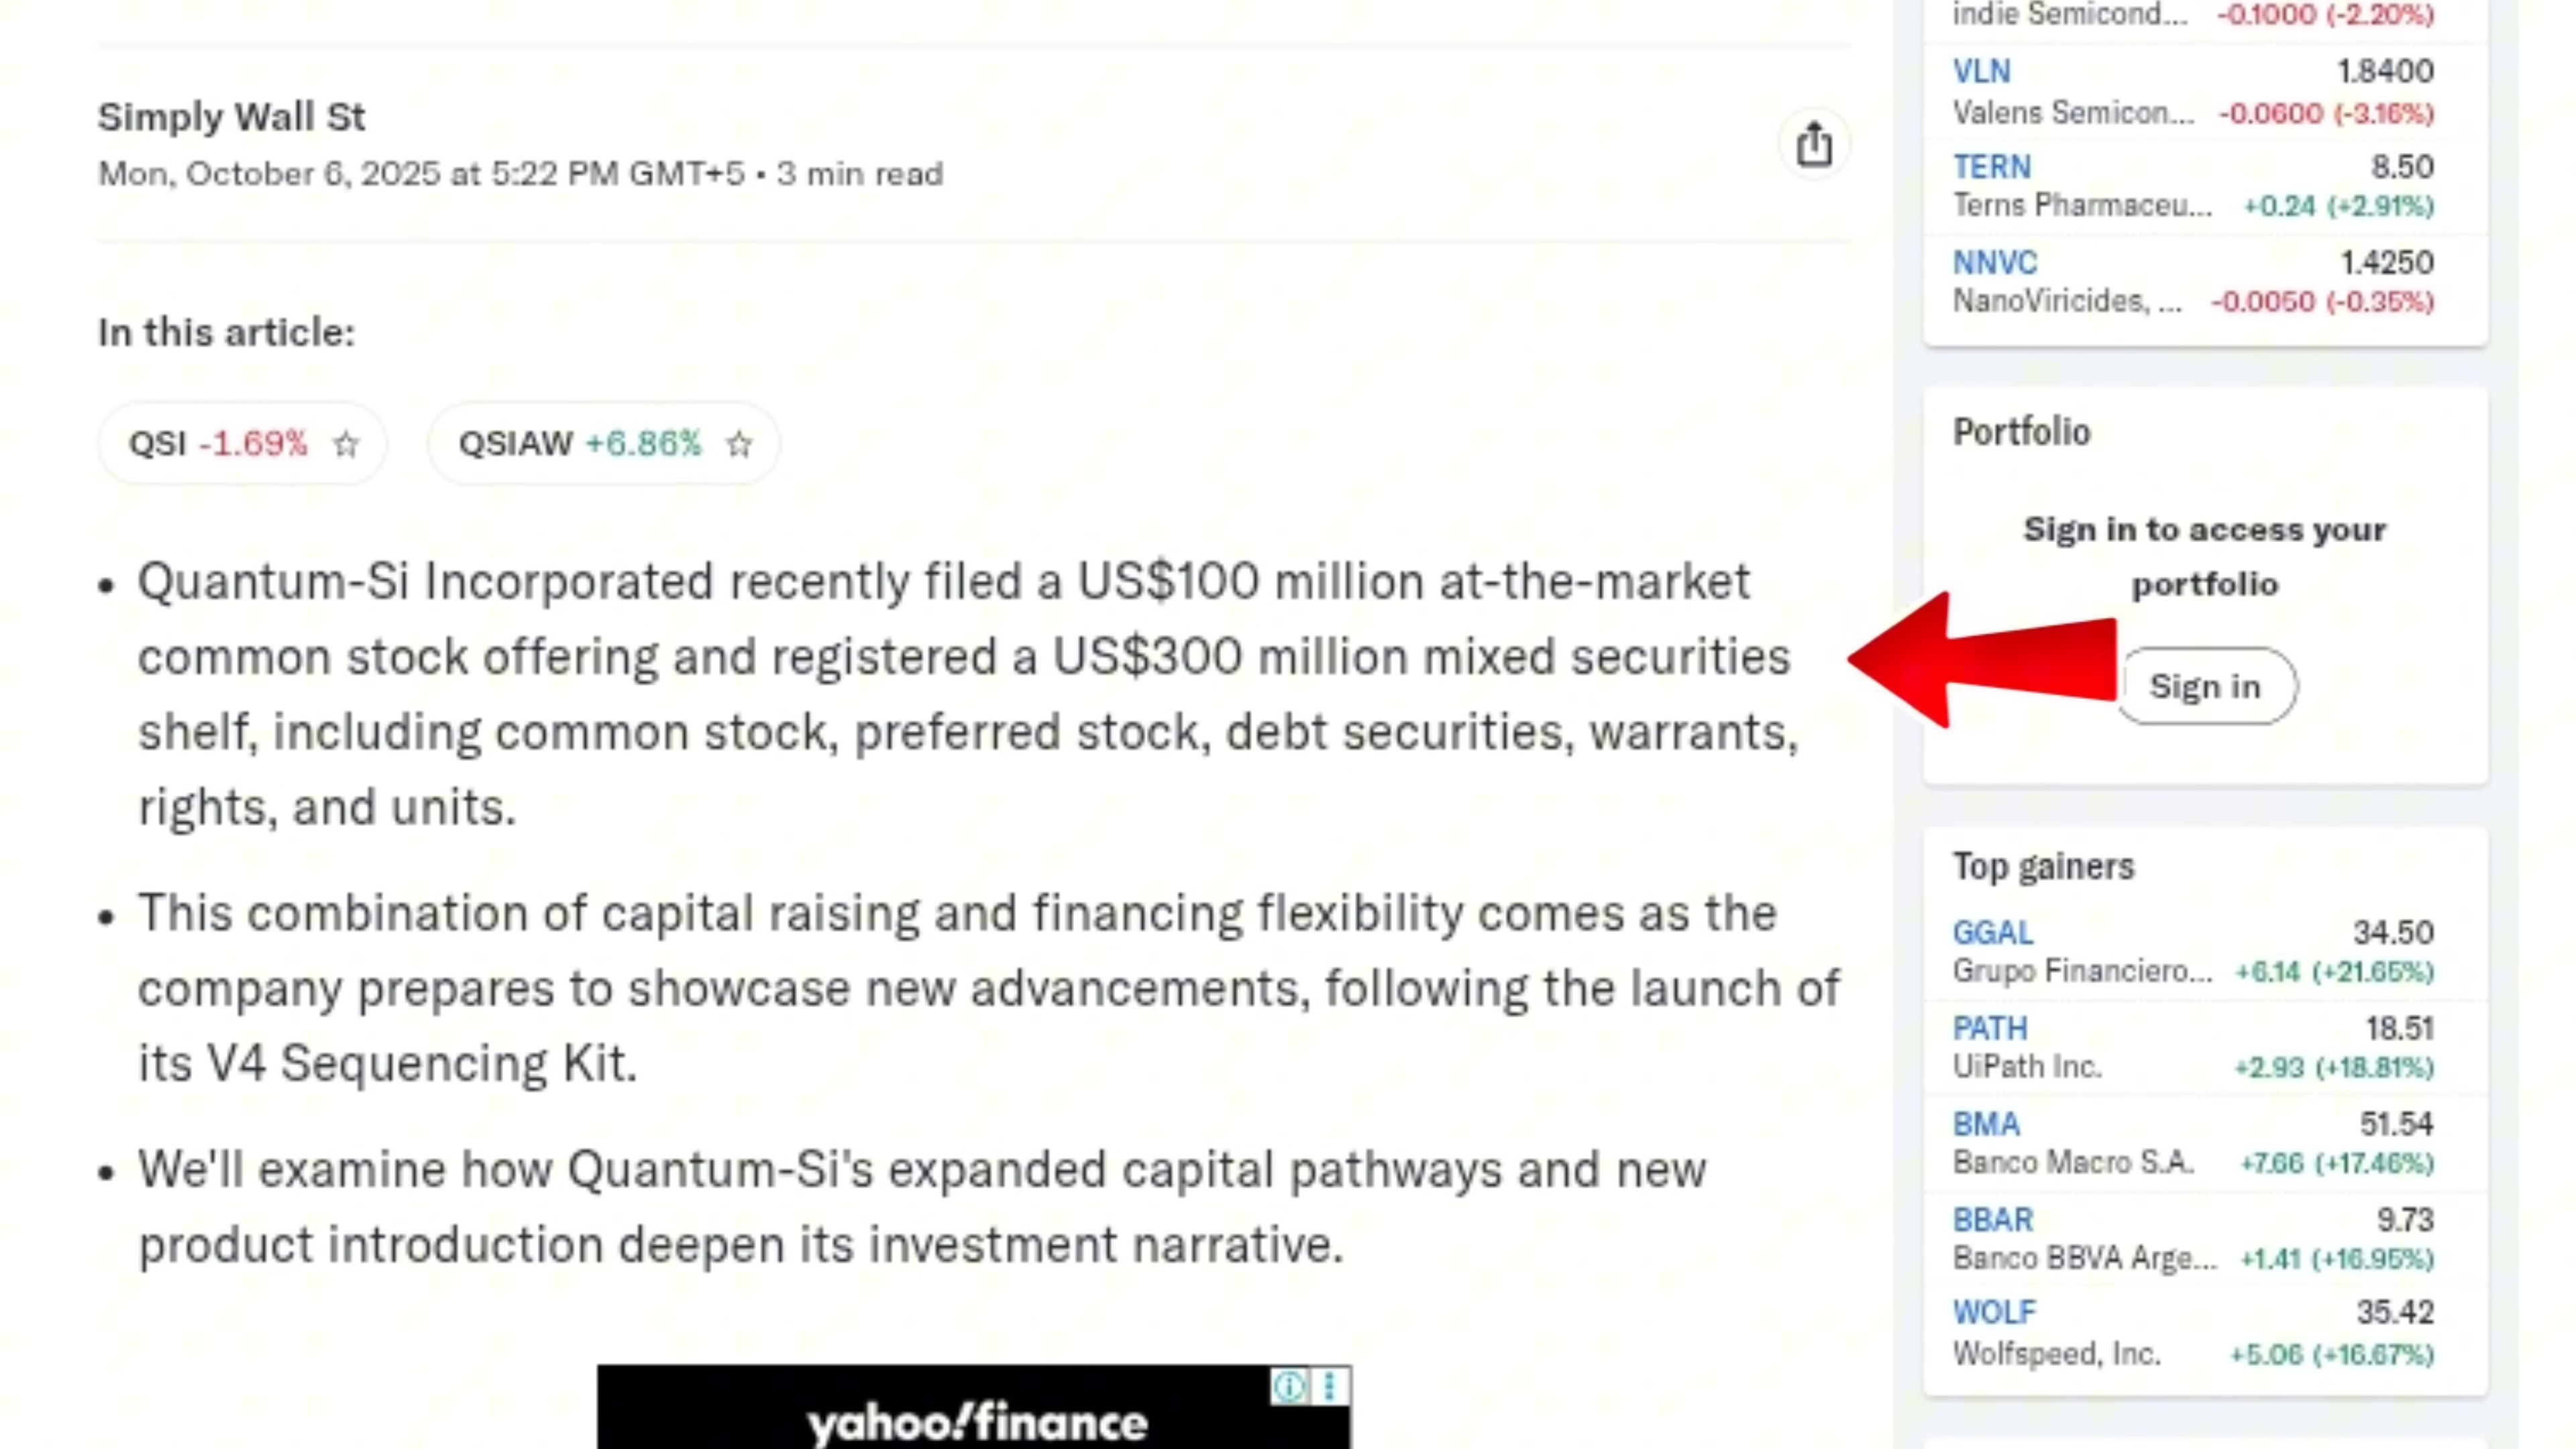 indie Semicond... -0.1000 (-2.20%)
VLN 1.8400
Valens Semicon... -0.0600 (-3.16%)
TERN 8.50
Terns Pharmaceu... +0.24 (+2.91%)
NNVC 1.4250
NanoViricides, ... -0.0050 (-0.35%)
Simply Wall St
Mon, October 6, 2025 at 5:22 PM GMT+5 • 3 min read
In this article:
QSI -1.69%
QSIAW +6.86%
• Quantum-Si Incorporated recently filed a US$100 million at-the-market
common stock offering and registered a US$300 million mixed securities
shelf, including common stock, preferred stock, debt securities, warrants,
rights, and units.
• This combination of capital raising and financing flexibility comes as the
company prepares to showcase new advancements, following the launch of
its V4 Sequencing Kit.
• We'll examine how Quantum-Si's expanded capital pathways and new
product introduction deepen its investment narrative.
yahoo!finance
Portfolio
Sign in to access your
portfolio
Sign in
Top gainers
GGAL 34.50
Grupo Financiero... +6.14 (+21.65%)
PATH 18.51
UiPath Inc. +2.93 (+18.81%)
BMA 51.54
Banco Macro S.A. +7.66 (+17.46%)
BBAR 9.73
Banco BBVA Arge... +1.41 (+16.95%)
WOLF 35.42
Wolfspeed, Inc. +5.06 (+16.67%)